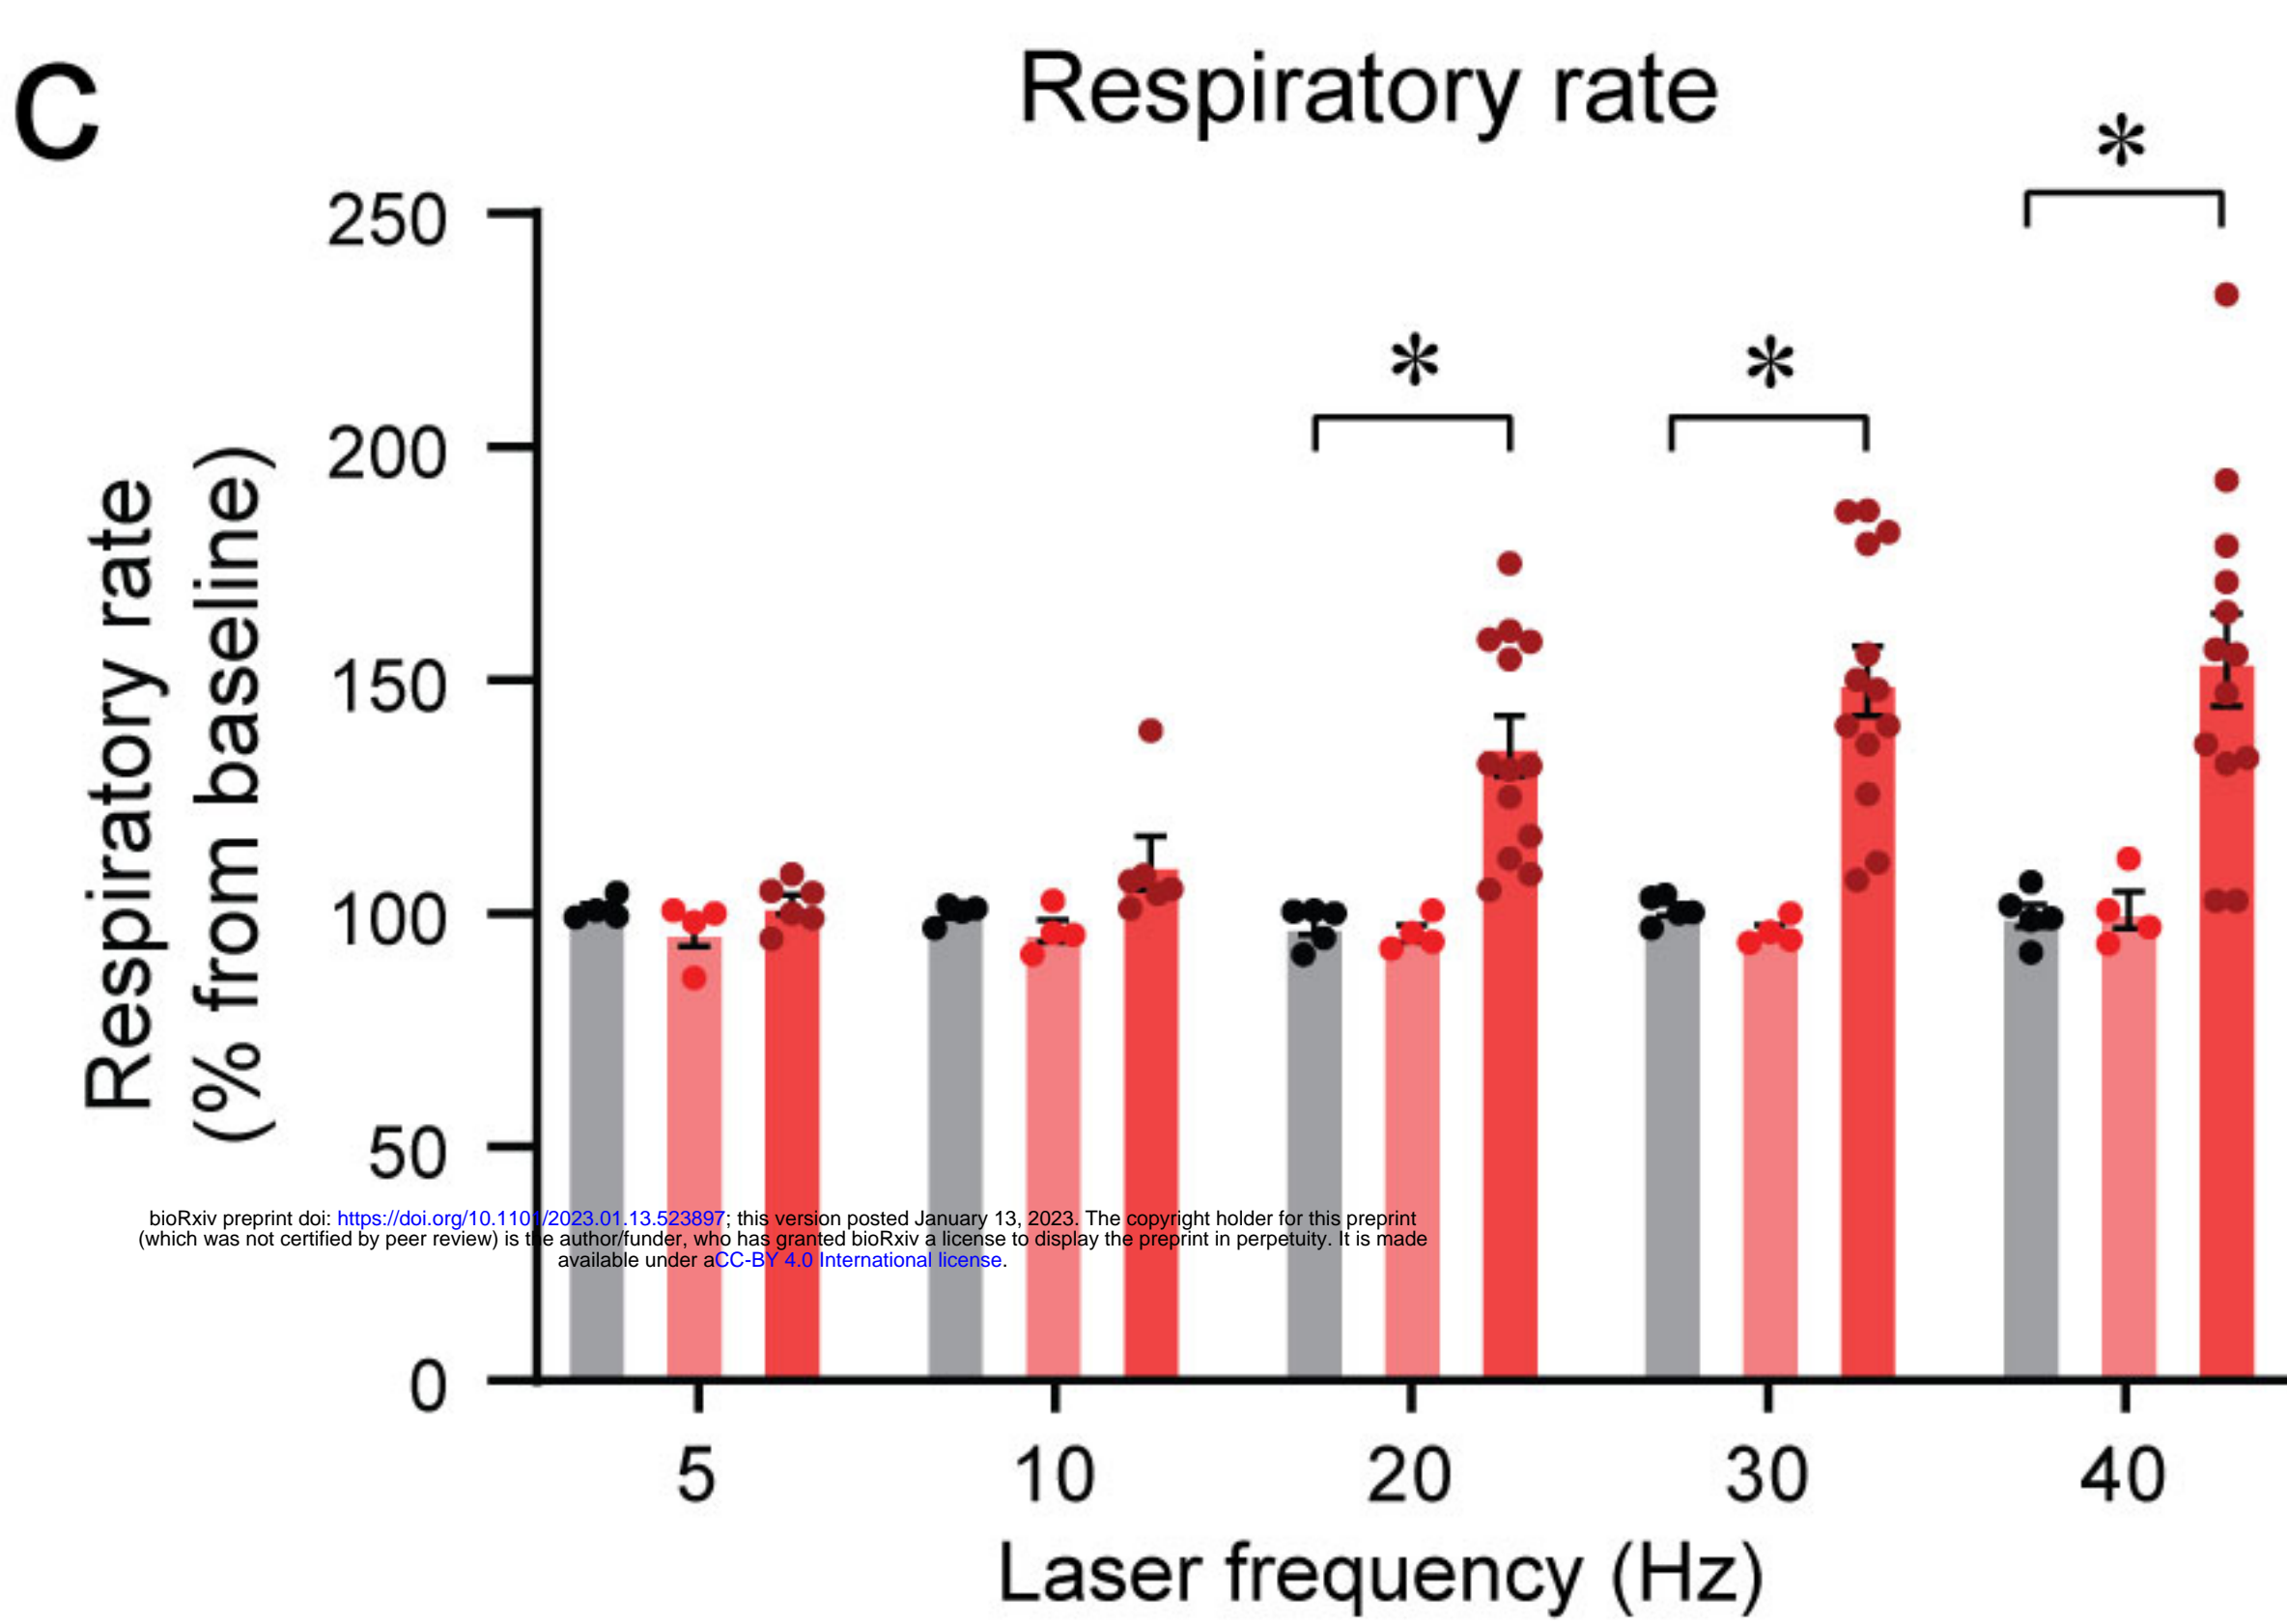 C
Respiratory rate
*
250
200
* *
150
100
50
0
Respiratory rate
(% from baseline)
bioRxiv preprint doi: https://doi.org/10.1101/2023.01.13.523897; this version posted January 13, 2023. The copyright holder for this preprint
(which was not certified by peer review) is the author/funder, who has granted bioRxiv a license to display the preprint in perpetuity. It is made
available under aCC-BY 4.0 International license.
5 10 20 30 40
Laser frequency (Hz)